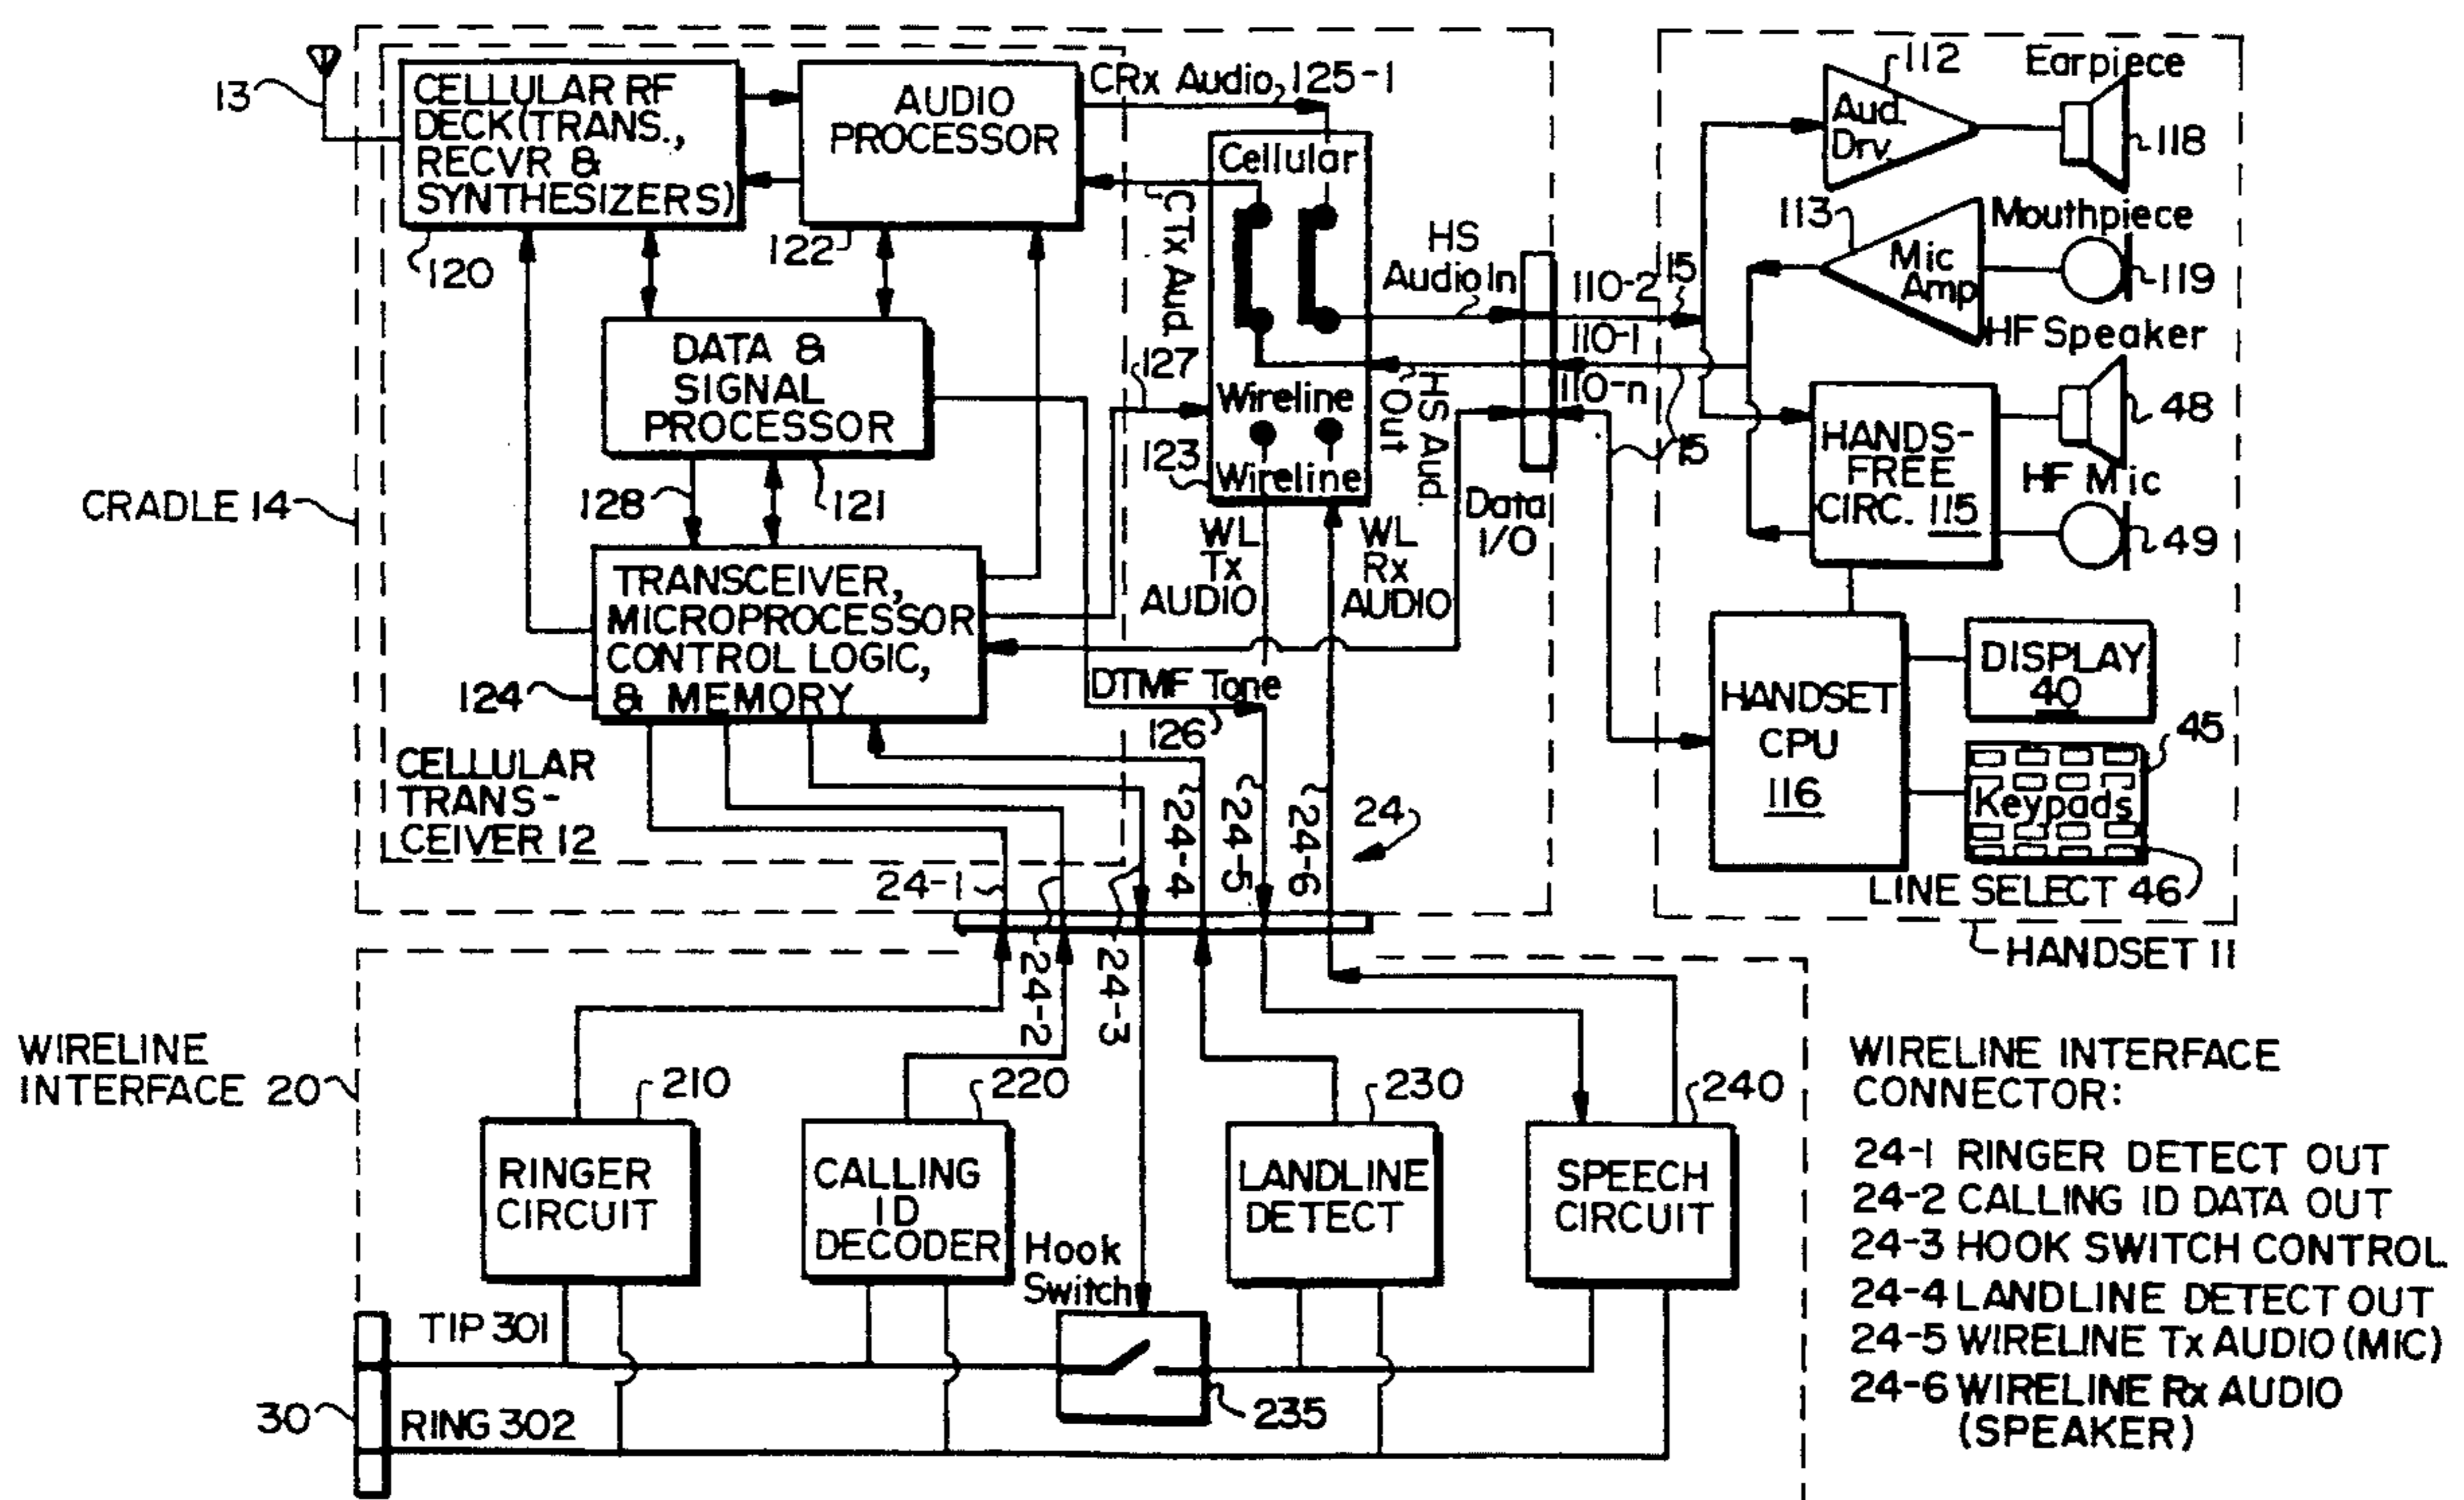 13
CELLULAR RF
DECK (TRANS.,
RECVR &
SYNTHESIZERS)
120
AUDIO
PROCESSOR
122
CRx Audio, 125-1
CTx Aud.
Cellular
HS
Audio In
DATA &
SIGNAL
PROCESSOR
128
121
127
123
Wireline
Wireline
HS Aud.
Out
Data
I/O
WL
Tx
AUDIO
WL
Rx
AUDIO
CRADLE 14
TRANSCEIVER,
MICROPROCESSOR
CONTROL LOGIC,
& MEMORY
124
DTMF Tone
126
CELLULAR
TRANS-
CEIVER 12
24-1
24-2
24-3
24-4
24-5
24-6
24
110-2
15
110-1
110-n
15
112
Aud.
Drv.
Earpiece
118
113
Mic
Amp
Mouthpiece
119
HF Speaker
48
HANDS-
FREE
CIRC. 115
HF Mic
49
HANDSET
CPU
116
DISPLAY
40
45
Keypads
LINE SELECT 46
HANDSET 11
WIRELINE
INTERFACE 20
210
RINGER
CIRCUIT
220
CALLING
ID
DECODER
Hook
Switch
235
230
LANDLINE
DETECT
240
SPEECH
CIRCUIT
TIP 301
30
RING 302
WIRELINE INTERFACE
CONNECTOR:
24-1 RINGER DETECT OUT
24-2 CALLING ID DATA OUT
24-3 HOOK SWITCH CONTROL
24-4 LANDLINE DETECT OUT
24-5 WIRELINE Tx AUDIO (MIC)
24-6 WIRELINE Rx AUDIO
(SPEAKER)